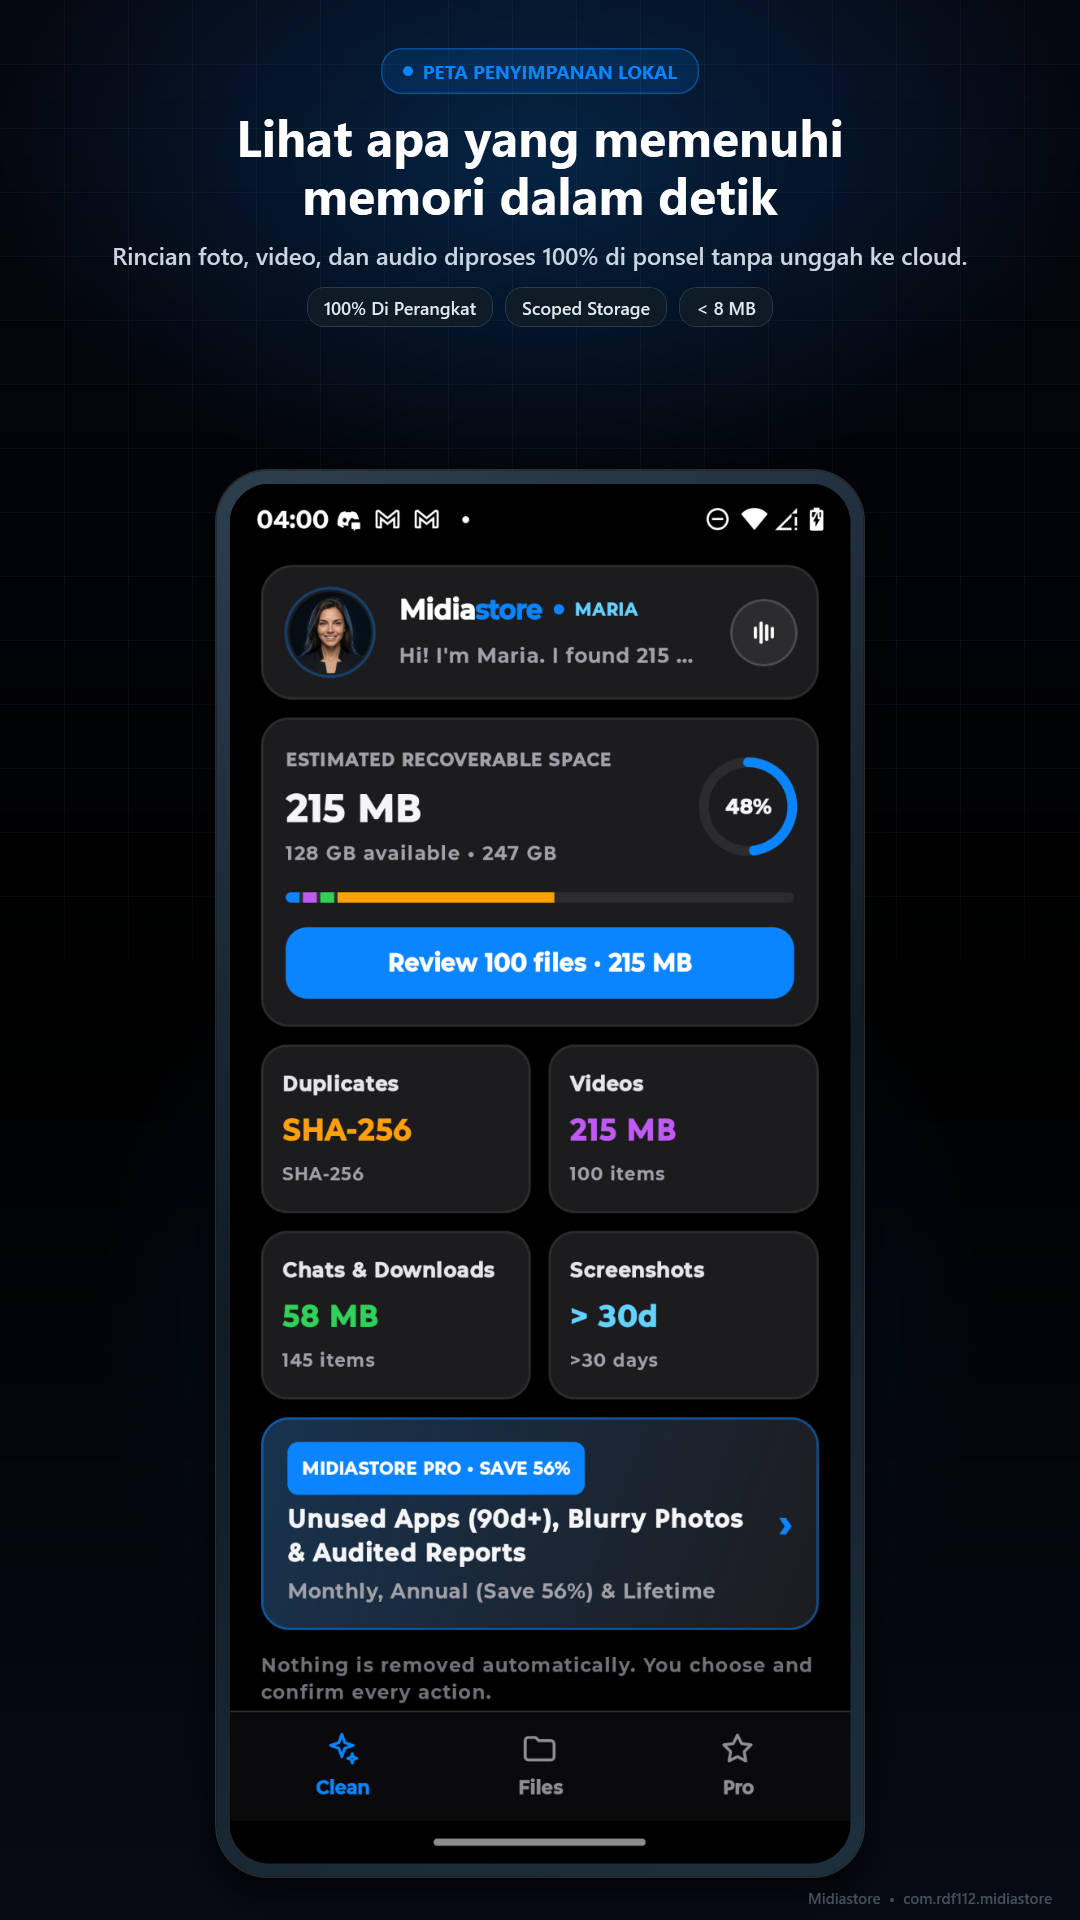 PETA PENYIMPANAN LOKAL
Lihat apa yang memenuhi
memori dalam detik
Rincian foto, video, dan audio diproses 100% di ponsel tanpa unggah ke cloud.
100% Di Perangkat
Scoped Storage
< 8 MB
04:00
Midiastore • MARIA
Hi! I'm Maria. I found 215 ...
ESTIMATED RECOVERABLE SPACE
215 MB
48%
128 GB available • 247 GB
Review 100 files · 215 MB
Duplicates
SHA-256
SHA-256
Videos
215 MB
100 items
Chats & Downloads
58 MB
145 items
Screenshots
> 30d
>30 days
MIDIASTORE PRO • SAVE 56%
Unused Apps (90d+), Blurry Photos
& Audited Reports
Monthly, Annual (Save 56%) & Lifetime
Nothing is removed automatically. You choose and
confirm every action.
Clean
Files
Pro
Midiastore • com.rdf112.midiastore